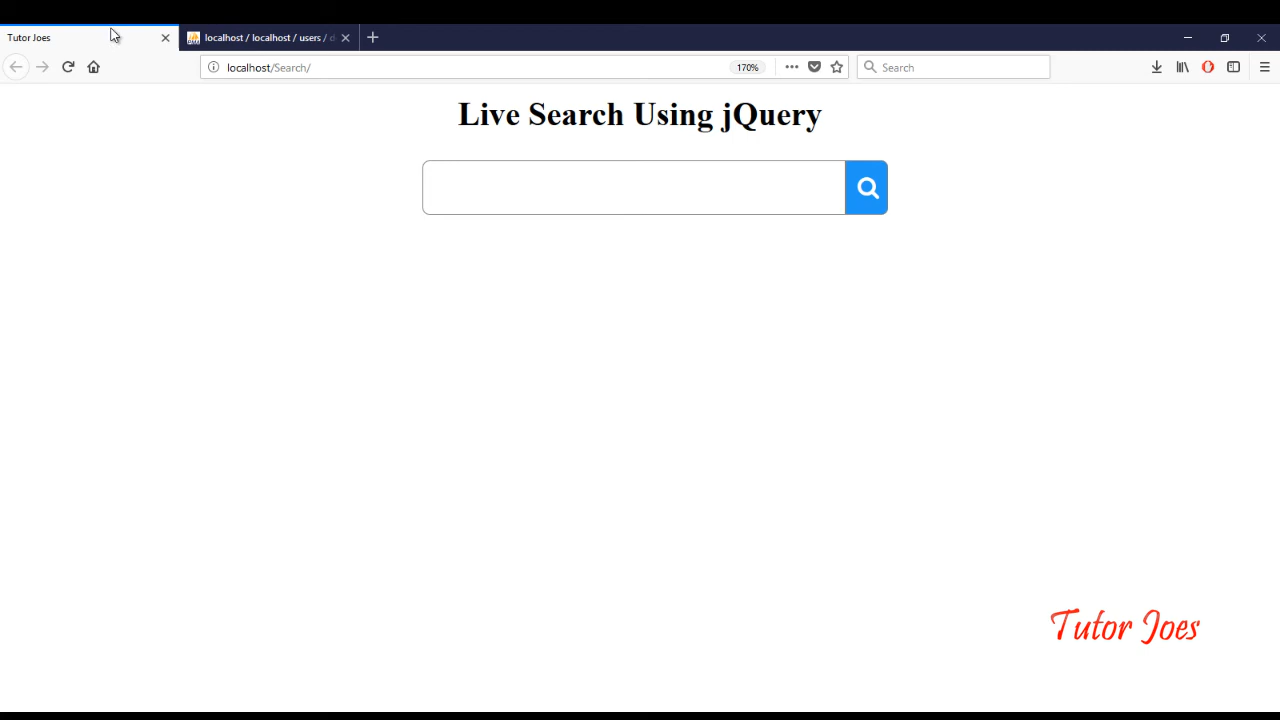 Tutor Joes
localhost / localhost / users / d
localhost/Search/
170%
Search
Live Search Using jQuery
Tutor Joes